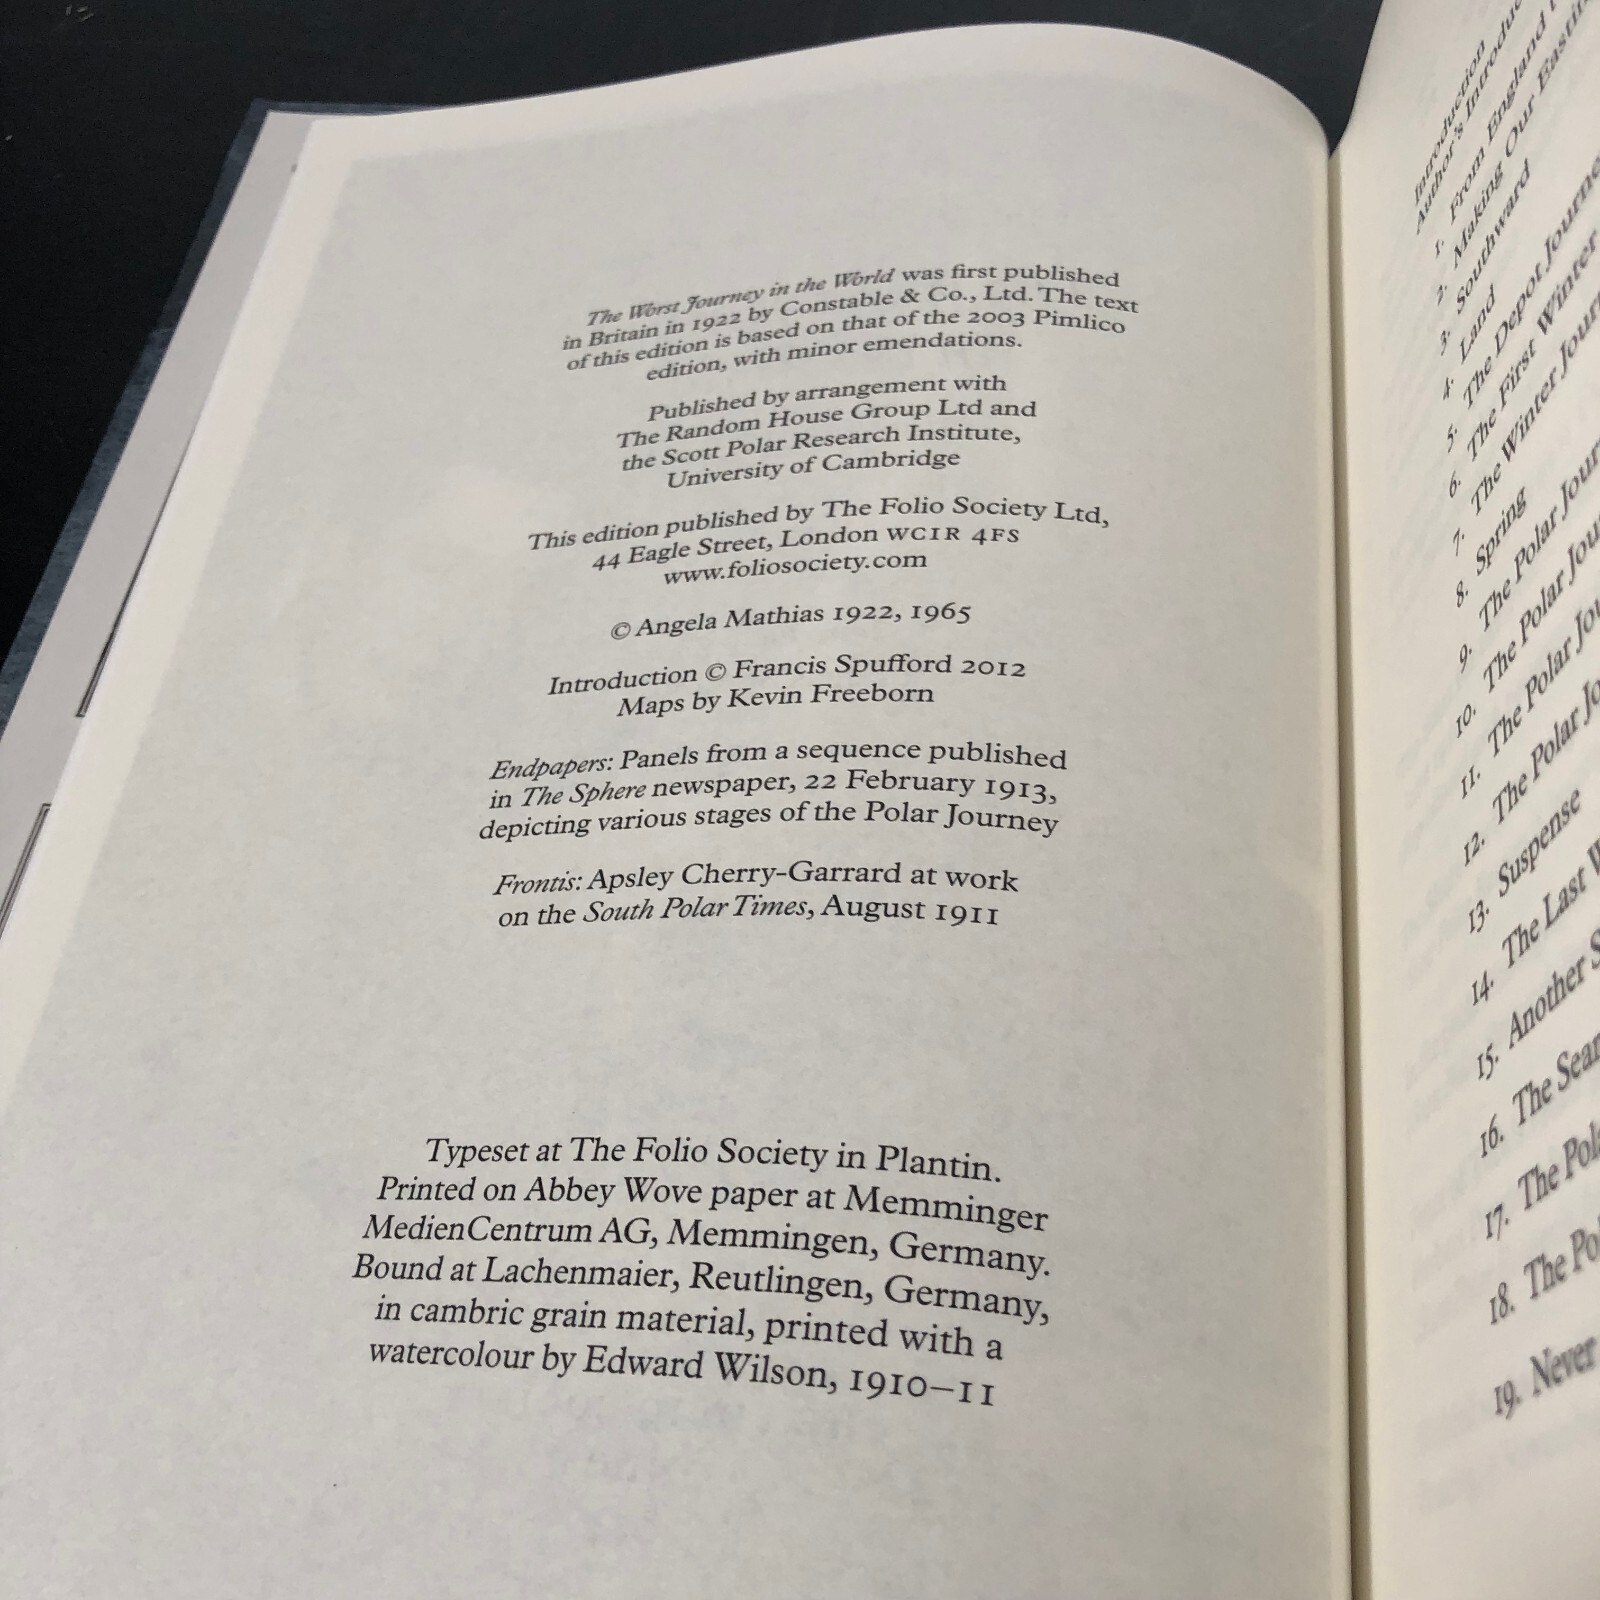 The Worst Journey in the World was first published
in Britain in 1922 by Constable & Co., Ltd. The text
of this edition is based on that of the 2003 Pimlico
edition, with minor emendations.
Published by arrangement with
The Random House Group Ltd and
the Scott Polar Research Institute,
University of Cambridge
This edition published by The Folio Society Ltd,
44 Eagle Street, London WC1R 4FS
www.foliosociety.com
© Angela Mathias 1922, 1965
Introduction © Francis Spufford 2012
Maps by Kevin Freeborn
Endpapers: Panels from a sequence published
in The Sphere newspaper, 22 February 1913,
depicting various stages of the Polar Journey
Frontis: Apsley Cherry-Garrard at work
on the South Polar Times, August 1911
Typeset at The Folio Society in Plantin.
Printed on Abbey Wove paper at Memminger
MedienCentrum AG, Memmingen, Germany.
Bound at Lachenmaier, Reutlingen, Germany,
in cambric grain material, printed with a
watercolour by Edward Wilson, 1910–11
Introduction
Author's
1. From England
2. Making Our
3. Southward
4. Land
5. The Depot
6. The First Winter
7. The Winter
8. Spring
9. The Polar
10. The Polar
11. The Polar
12. The Polar
13. Suspense
14. The Last
15. Another
16. The
17. The
18. The
19. Never